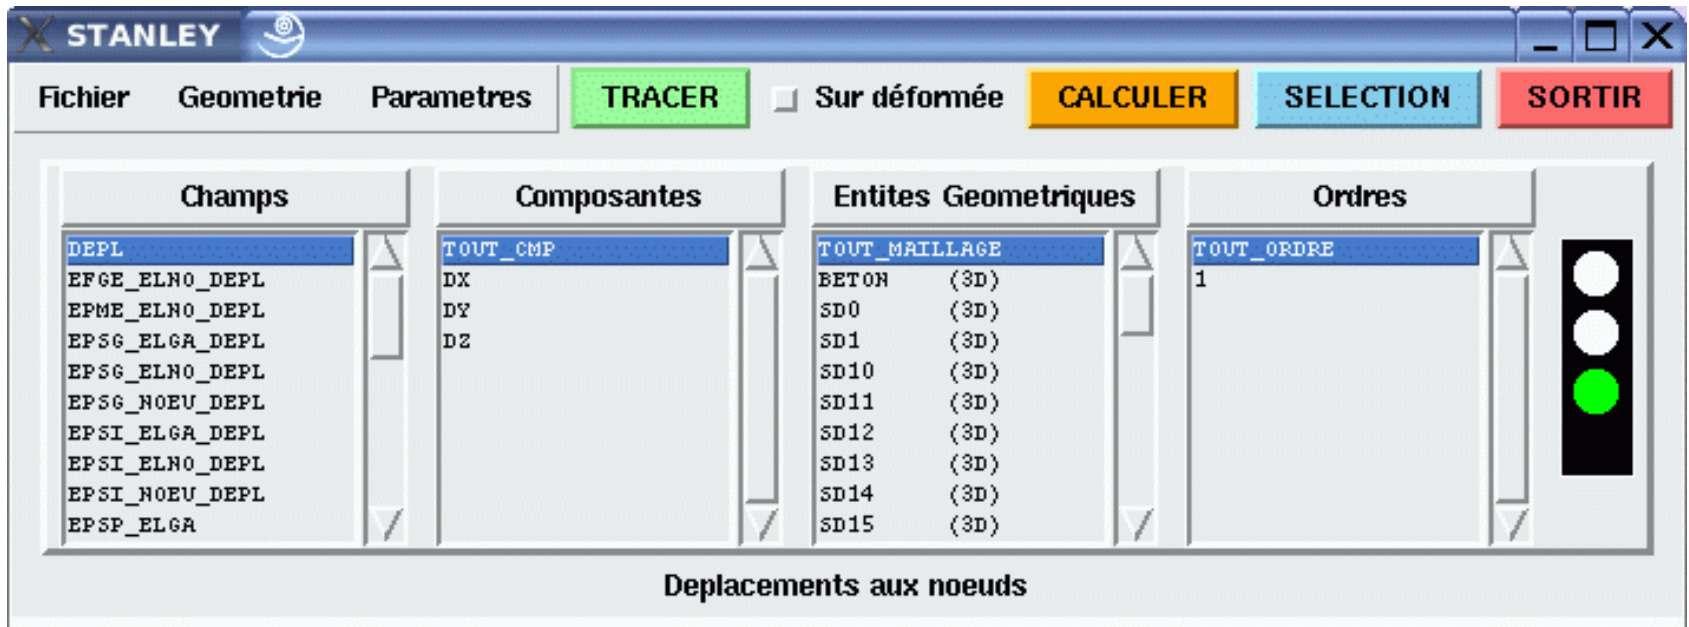 STANLEY
Fichier Geometrie Parametres TRACER Sur déformée CALCULER SELECTION SORTIR
Champs Composantes Entites Geometriques Ordres
DEPL TOUT_CMP TOUT_MAILLAGE TOUT_ORDRE
EFGE_ELNO_DEPL DX BETON (3D) 1
EPME_ELNO_DEPL DY SD0 (3D)
EPSG_ELGA_DEPL DZ SD1 (3D)
EPSG_ELNO_DEPL SD10 (3D)
EPSG_NOEU_DEPL SD11 (3D)
EPSI_ELGA_DEPL SD12 (3D)
EPSI_ELNO_DEPL SD13 (3D)
EPSI_NOEU_DEPL SD14 (3D)
EPSP_ELGA SD15 (3D)
Deplacements aux noeuds